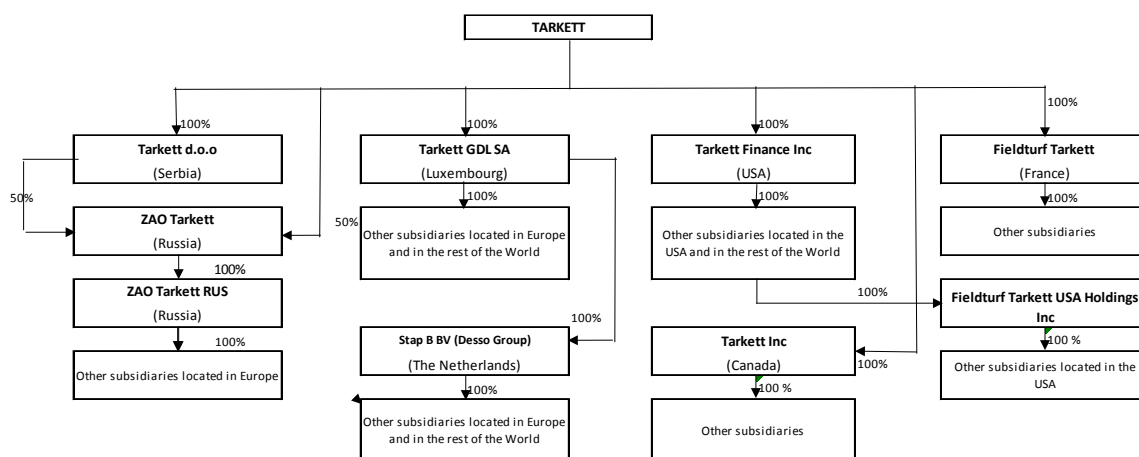 TARKETT
100%
100%
100%
100%
Tarkett d.o.o
(Serbia)
Tarkett GDL SA
(Luxembourg)
Tarkett Finance Inc
(USA)
Fieldturf Tarkett
(France)
50%
100%
100%
100%
ZAO Tarkett
(Russia)
50%
Other subsidiaries located in Europe
and in the rest of the World
Other subsidiaries located in the
USA and in the rest of the World
Other subsidiaries
100%
ZAO Tarkett RUS
(Russia)
100%
Fieldturf Tarkett USA Holdings
Inc
100%
100%
Stap B BV (Desso Group)
(The Netherlands)
Tarkett Inc
(Canada)
100%
100 %
Other subsidiaries located in Europe
Other subsidiaries located in the
USA
100%
100 %
Other subsidiaries located in Europe
and in the rest of the World
Other subsidiaries